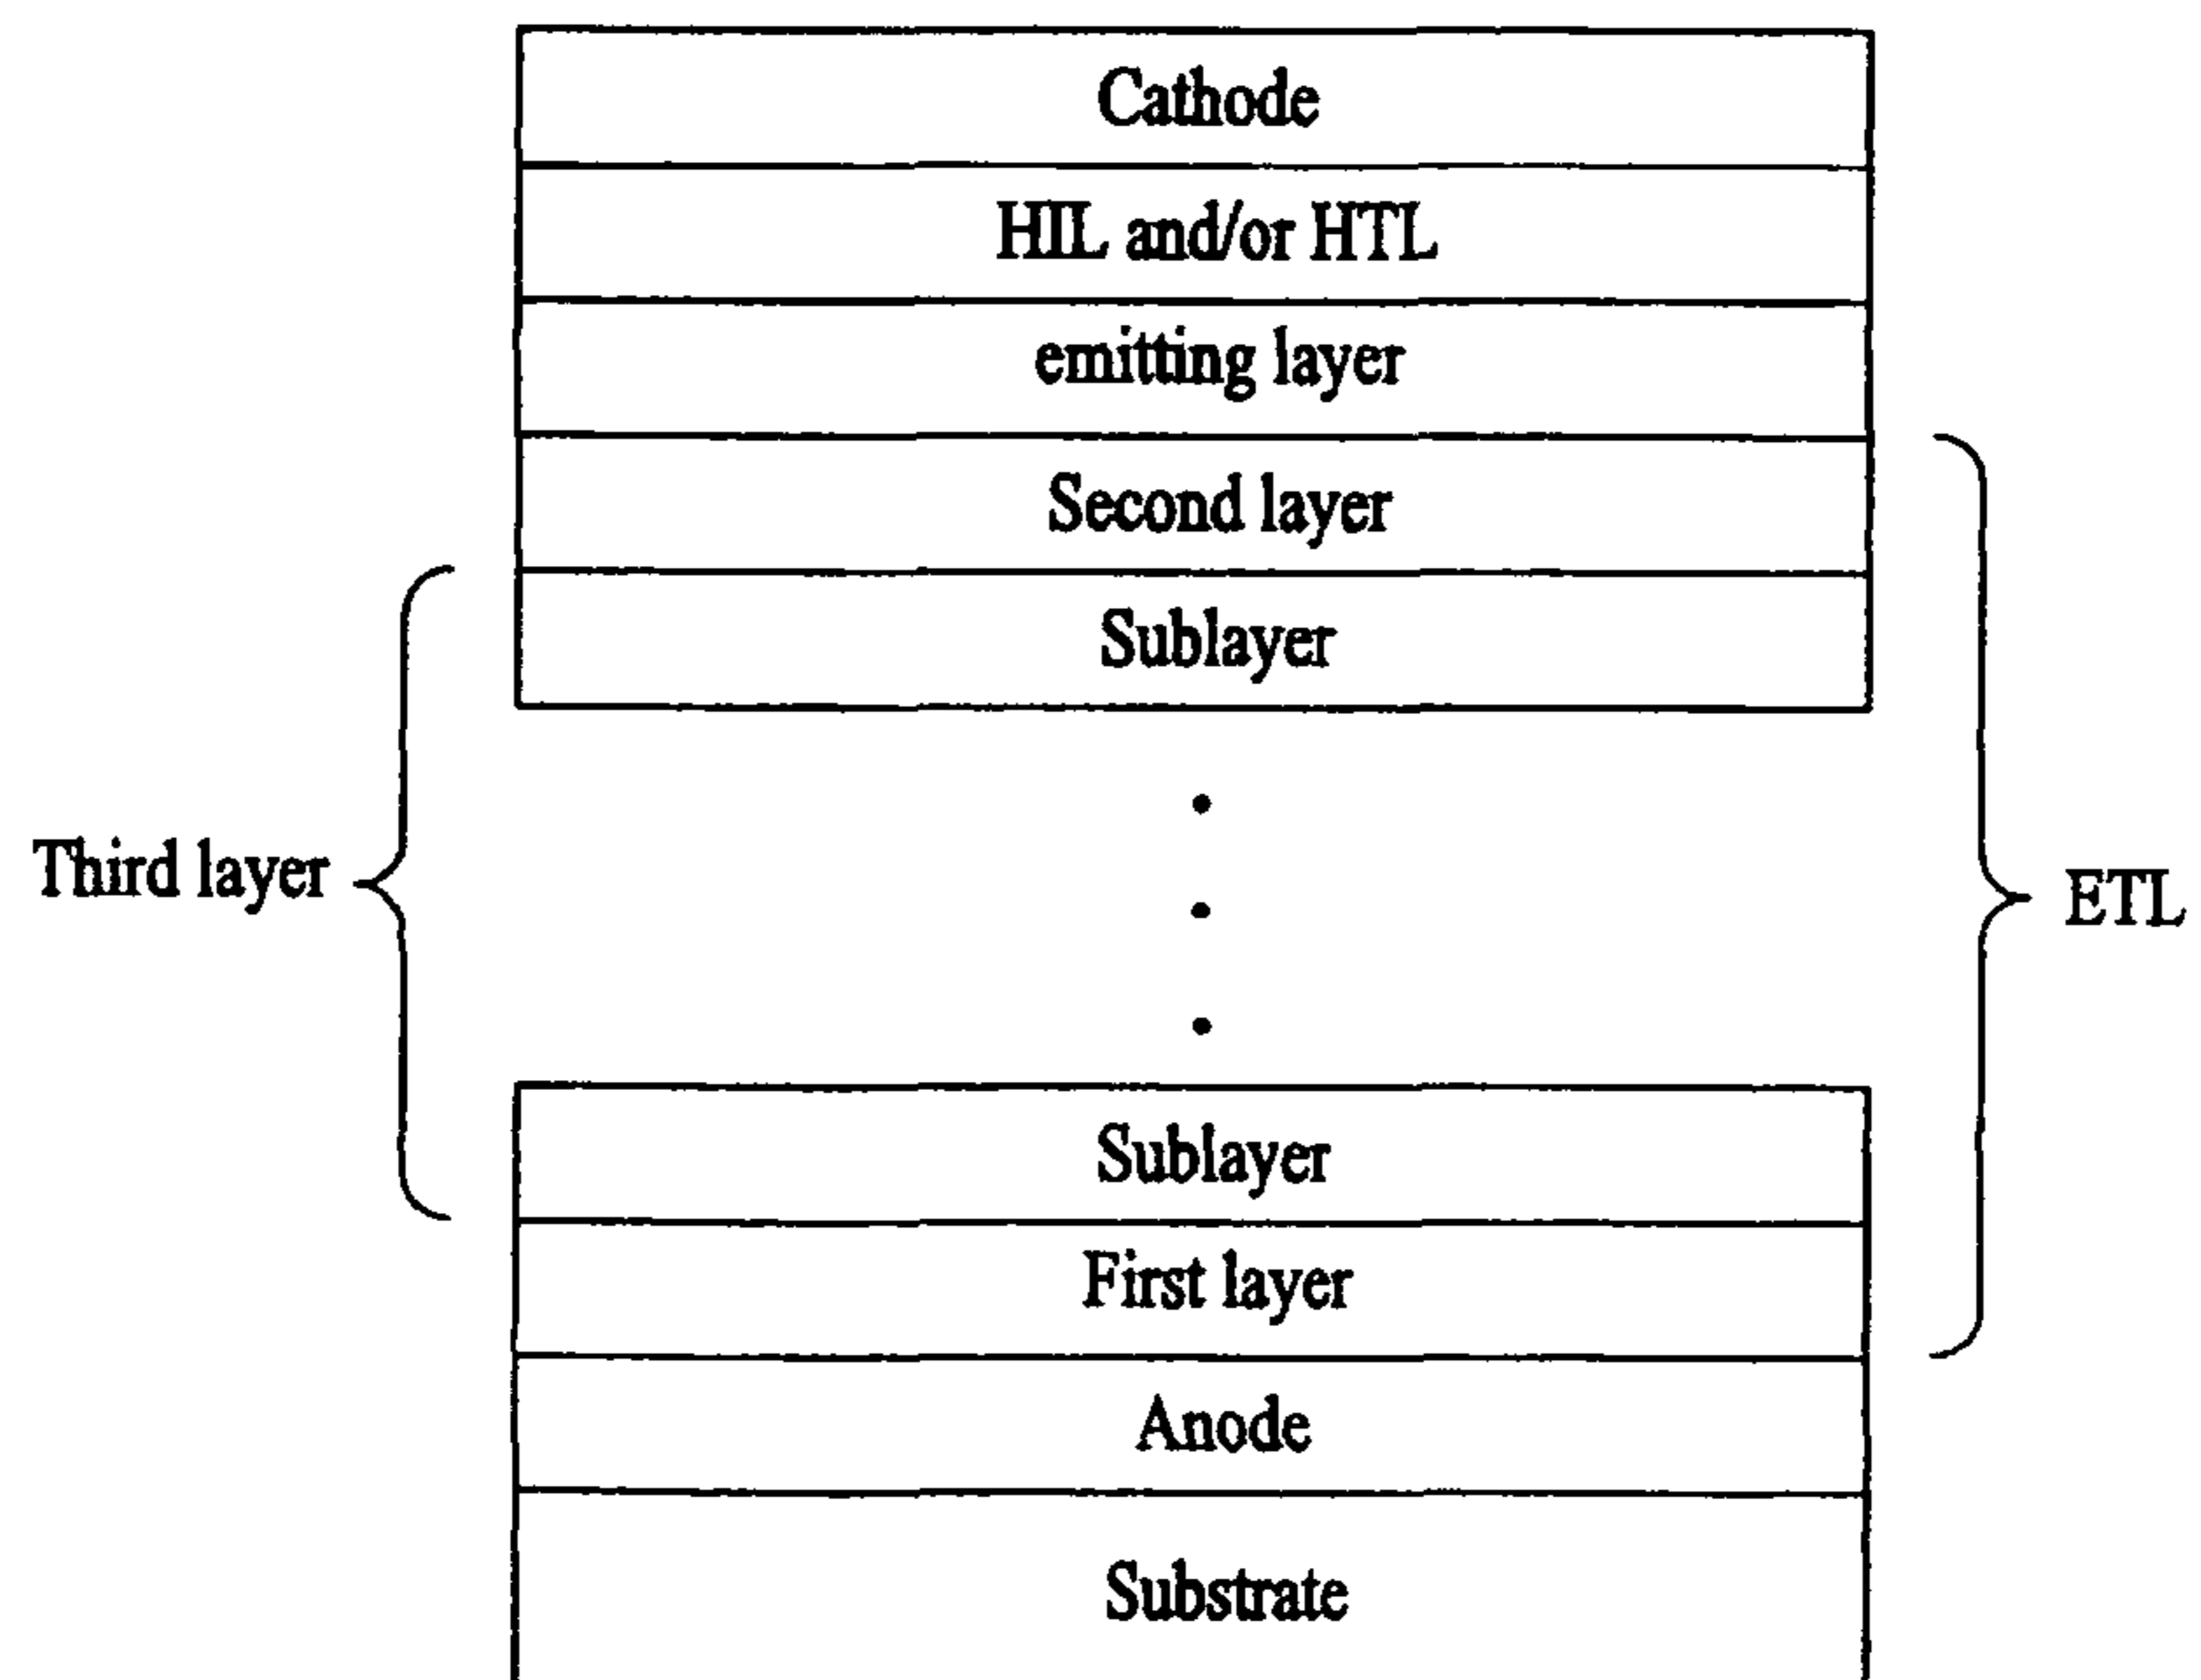 Cathode
HIL and/or HTL
emitting layer
Second layer
Sublayer
Third layer
ETL
Sublayer
First layer
Anode
Substrate